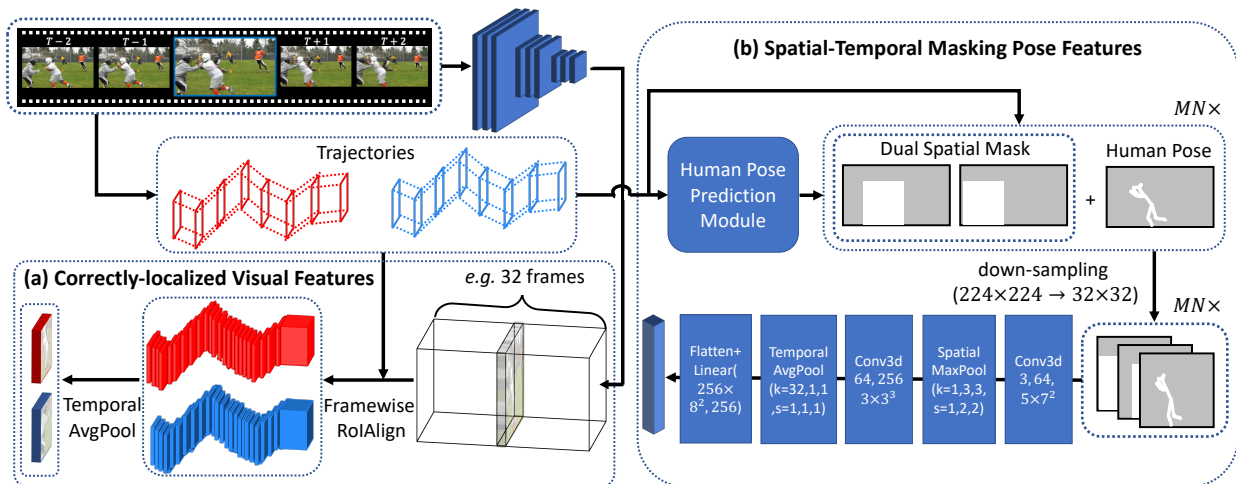 T − 2
T − 1
T + 1
T + 2
(b) Spatial-Temporal Masking Pose Features
MN×
Trajectories
Human Pose
Prediction
Module
Dual Spatial Mask
+
Human Pose
(a) Correctly-localized Visual Features
e.g. 32 frames
down-sampling
(224×224 → 32×32)
MN×
Temporal
AvgPool
Framewise
RoIAlign
Flatten+
Linear(
256×
8², 256)
Temporal
AvgPool
(k=32,1,1
,s=1,1,1)
Conv3d
64, 256
3×3³
Spatial
MaxPool
(k=1,3,3,
s=1,2,2)
Conv3d
3, 64,
5×7²